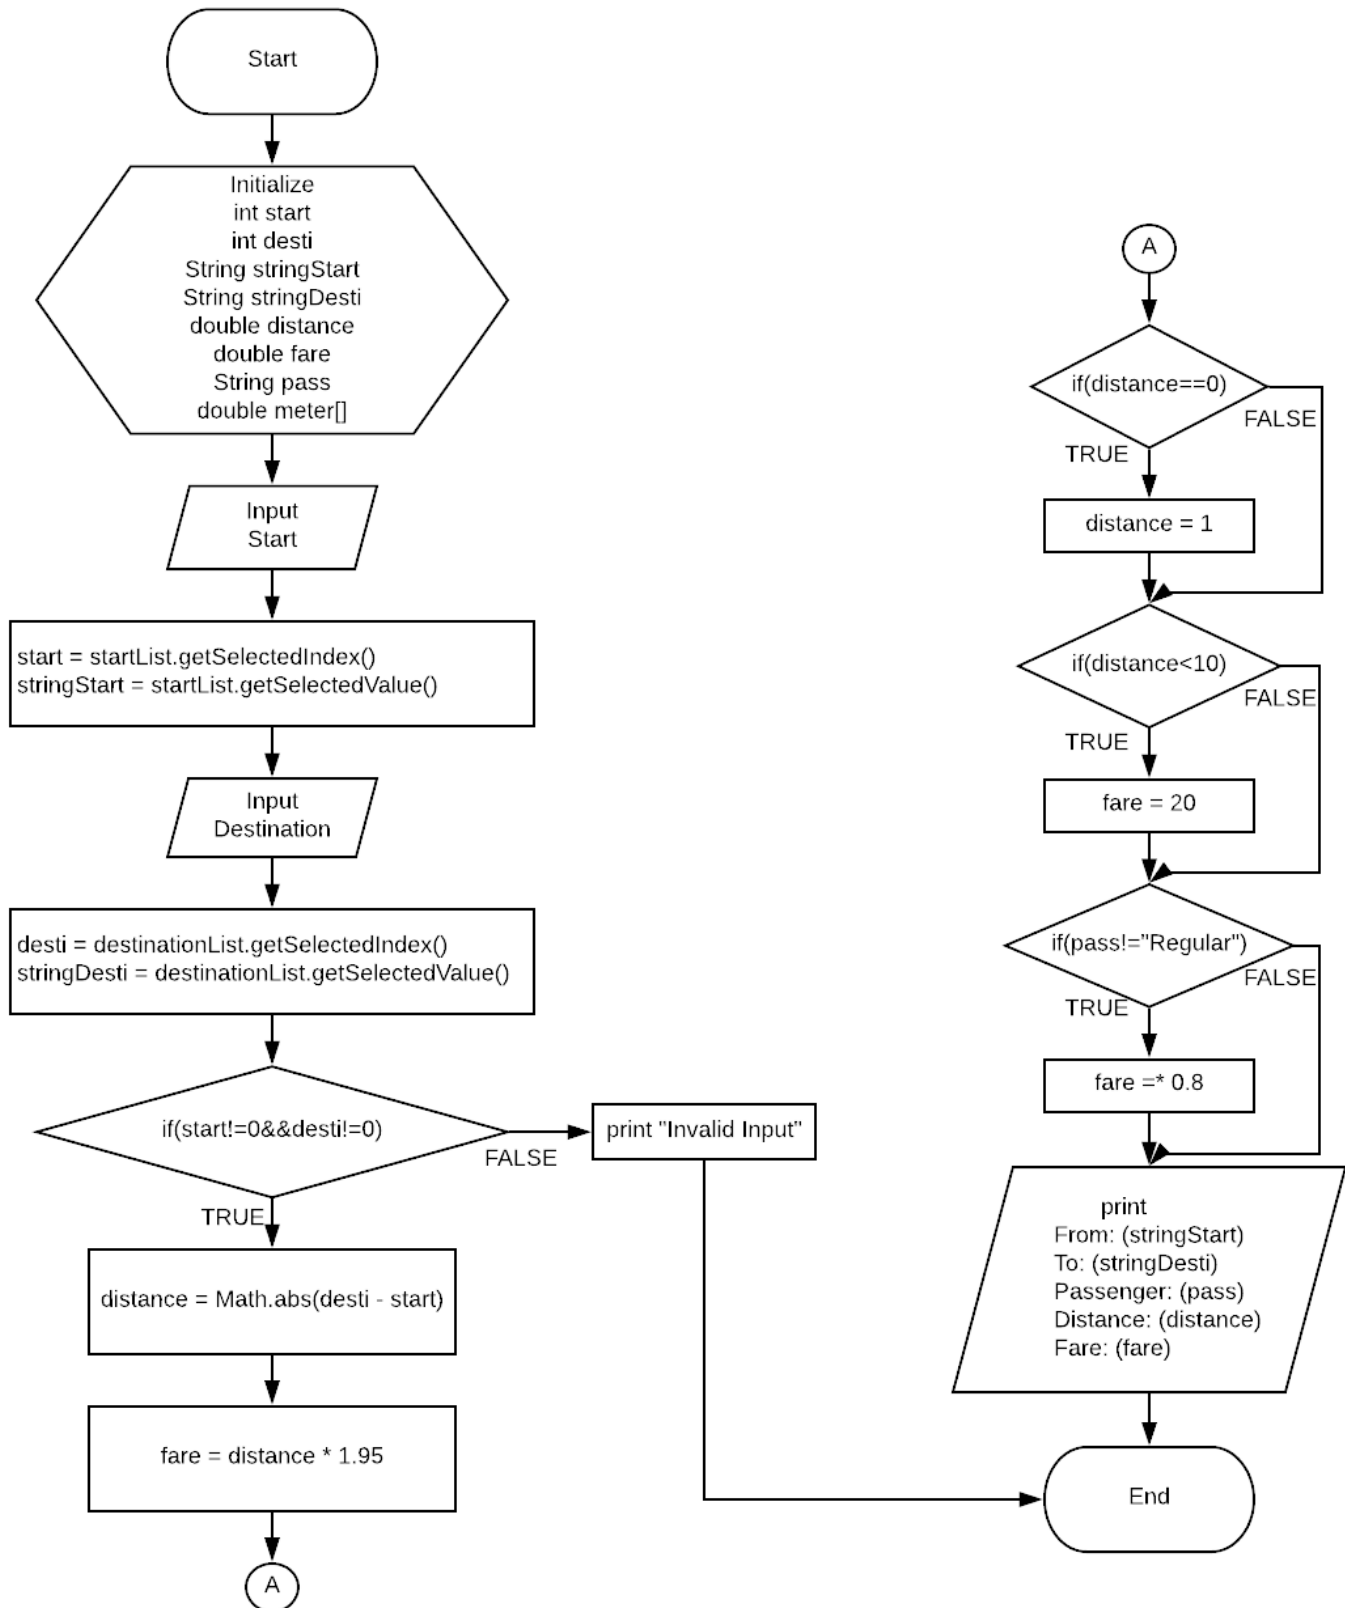 Start
Initialize
int start
int desti
String stringStart
String stringDesti
double distance
double fare
String pass
double meter[]
Input
Start
start = startList.getSelectedIndex()
stringStart = startList.getSelectedValue()
Input
Destination
desti = destinationList.getSelectedIndex()
stringDesti = destinationList.getSelectedValue()
if(start!=0&&desti!=0)
FALSE
print "Invalid Input"
TRUE
distance = Math.abs(desti - start)
fare = distance * 1.95
A
A
if(distance==0)
FALSE
TRUE
distance = 1
if(distance<10)
FALSE
TRUE
fare = 20
if(pass!="Regular")
FALSE
TRUE
fare =* 0.8
print
From: (stringStart)
To: (stringDesti)
Passenger: (pass)
Distance: (distance)
Fare: (fare)
End